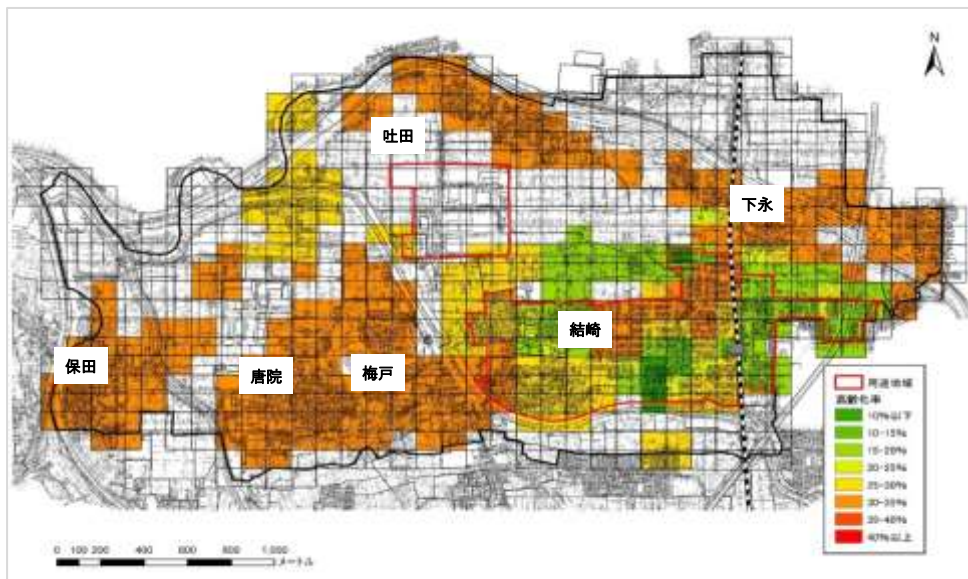 N
吐田
下永
結崎
保田
唐院
梅戸
用途地域
高齢化率
10%以下
10-15%
15-20%
20-25%
25-30%
30-35%
35-40%
40%以上
0 100 200 400 600 800 1,000
メートル